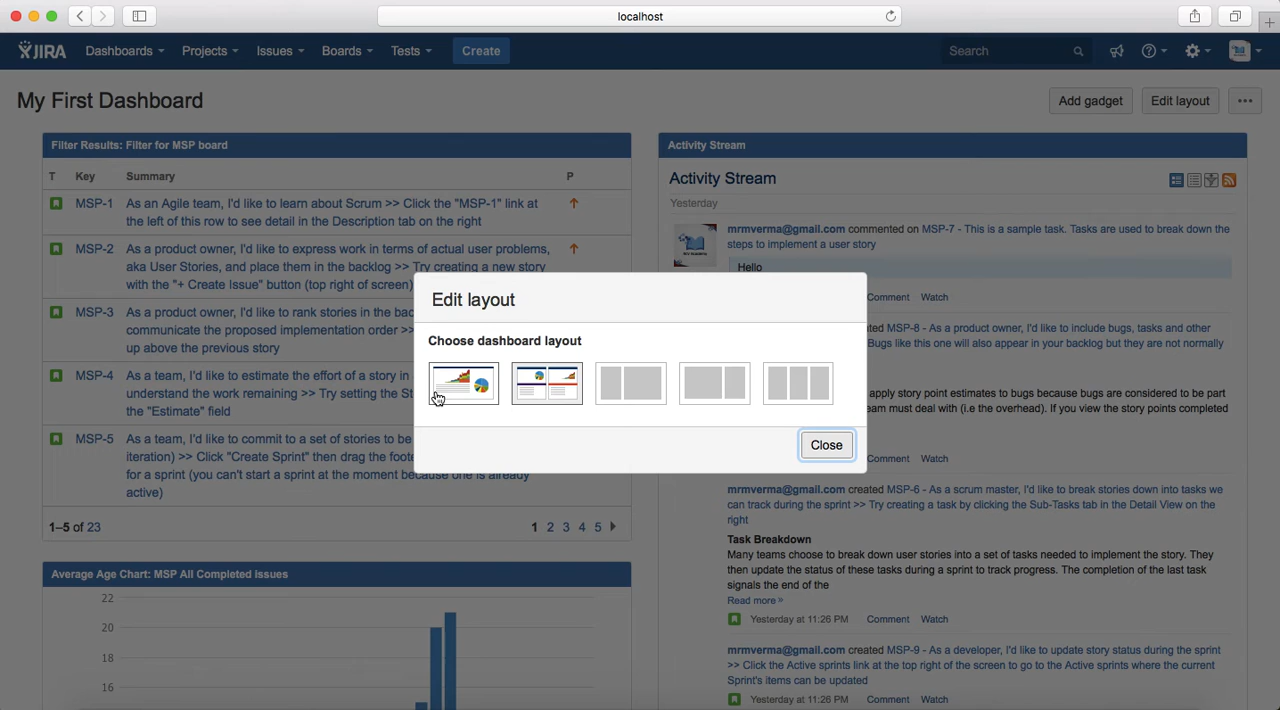 localhost
JIRA Dashboards Projects Issues Boards Tests Create Search
My First Dashboard
Add gadget Edit layout
Filter Results: Filter for MSP board
T Key Summary P
MSP-1 As an Agile team, I'd like to learn about Scrum >> Click the "MSP-1" link at
the left of this row to see detail in the Description tab on the right
MSP-2 As a product owner, I'd like to express work in terms of actual user problems,
aka User Stories, and place them in the backlog >> Try creating a new story
with the "+ Create Issue" button (top right of screen)
MSP-3 As a product owner, I'd like to rank stories in the bac
communicate the proposed implementation order >>
up above the previous story
MSP-4 As a team, I'd like to estimate the effort of a story in
understand the work remaining >> Try setting the St
the "Estimate" field
MSP-5 As a team, I'd like to commit to a set of stories to be
iteration) >> Click "Create Sprint" then drag the foote
for a sprint (you can't start a sprint at the moment because one is already
active)
1–5 of 23 1 2 3 4 5
Average Age Chart: MSP All Completed issues
22
20
18
16
Edit layout
Choose dashboard layout
Close
Activity Stream
Activity Stream
Yesterday
mrmverma@gmail.com commented on MSP-7 - This is a sample task. Tasks are used to break down the
steps to implement a user story
Hello
Comment Watch
ted MSP-8 - As a product owner, I'd like to include bugs, tasks and other
Bugs like this one will also appear in your backlog but they are not normally
apply story point estimates to bugs because bugs are considered to be part
eam must deal with (i.e the overhead). If you view the story points completed
Comment Watch
mrmverma@gmail.com created MSP-6 - As a scrum master, I'd like to break stories down into tasks we
can track during the sprint >> Try creating a task by clicking the Sub-Tasks tab in the Detail View on the
right
Task Breakdown
Many teams choose to break down user stories into a set of tasks needed to implement the story. They
then update the status of these tasks during a sprint to track progress. The completion of the last task
signals the end of the
Read more »
Yesterday at 11:26 PM Comment Watch
mrmverma@gmail.com created MSP-9 - As a developer, I'd like to update story status during the sprint
>> Click the Active sprints link at the top right of the screen to go to the Active sprints where the current
Sprint's items can be updated
Yesterday at 11:26 PM Comment Watch